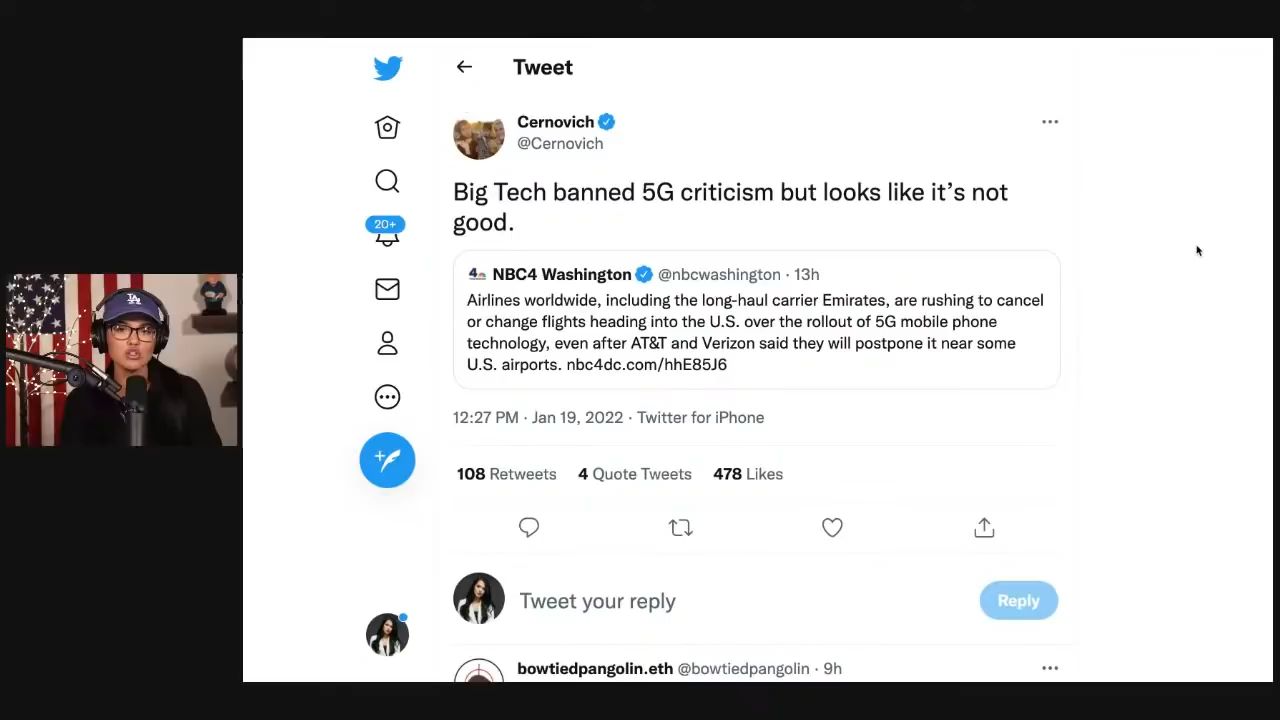 Tweet
Cernovich
@Cernovich
Big Tech banned 5G criticism but looks like it’s not
good.
NBC4 Washington @nbcwashington · 13h
Airlines worldwide, including the long-haul carrier Emirates, are rushing to cancel
or change flights heading into the U.S. over the rollout of 5G mobile phone
technology, even after AT&T and Verizon said they will postpone it near some
U.S. airports. nbc4dc.com/hhE85J6
12:27 PM · Jan 19, 2022 · Twitter for iPhone
108 Retweets 4 Quote Tweets 478 Likes
Tweet your reply
Reply
bowtiedpangolin.eth @bowtiedpangolin · 9h
20+
LA
4